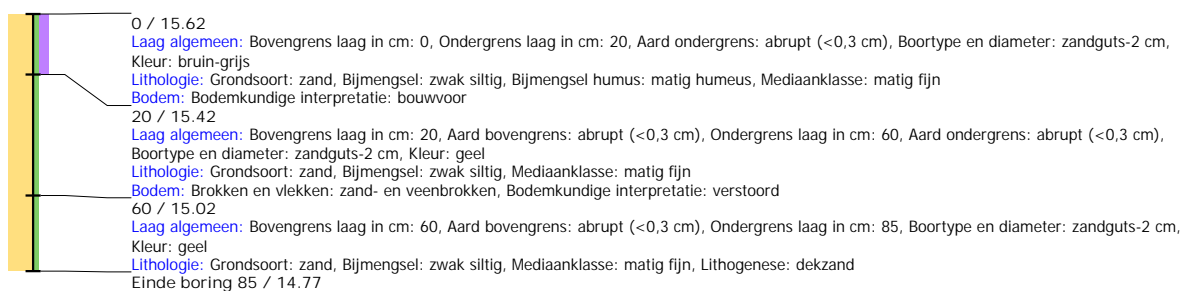 0 / 15.62
Laag algemeen: Bovengrens laag in cm: 0, Ondergrens laag in cm: 20, Aard ondergrens: abrupt (<0,3 cm), Boortype en diameter: zandguts-2 cm,
Kleur: bruin-grijs
Lithologie: Grondsoort: zand, Bijmengsel: zwak siltig, Bijmengsel humus: matig humeus, Mediaanklasse: matig fijn
Bodem: Bodemkundige interpretatie: bouwvoor
20 / 15.42
Laag algemeen: Bovengrens laag in cm: 20, Aard bovengrens: abrupt (<0,3 cm), Ondergrens laag in cm: 60, Aard ondergrens: abrupt (<0,3 cm),
Boortype en diameter: zandguts-2 cm, Kleur: geel
Lithologie: Grondsoort: zand, Bijmengsel: zwak siltig, Mediaanklasse: matig fijn
Bodem: Brokken en vlekken: zand- en veenbrokken, Bodemkundige interpretatie: verstoord
60 / 15.02
Laag algemeen: Bovengrens laag in cm: 60, Aard bovengrens: abrupt (<0,3 cm), Ondergrens laag in cm: 85, Boortype en diameter: zandguts-2 cm,
Kleur: geel
Lithologie: Grondsoort: zand, Bijmengsel: zwak siltig, Mediaanklasse: matig fijn, Lithogenese: dekzand
Einde boring 85 / 14.77